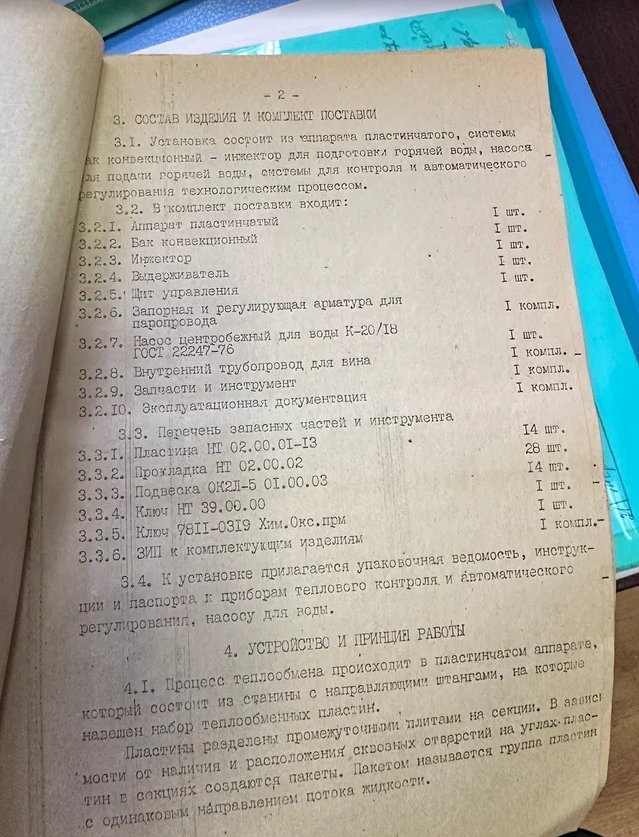 - 2 -
3. СОСТАВ ИЗДЕЛИЯ И КОМПЛЕКТ ПОСТАВКИ
3.1. Установка состоит из аппарата пластинчатого, системы
ак конвекционный - инжектор для подготовки горячей воды, насоса
ля подачи горячей воды, системы для контроля и автоматического
регулирования технологическим процессом.
3.2. В комплект поставки входит:
3.2.1. Аппарат пластинчатый I шт.
3.2.2. Бак конвекционный I шт.
3.2.3. Инжектор I шт.
3.2.4. Выдерживатель I шт.
3.2.5. Щит управления I шт.
3.2.6. Запорная и регулирующая арматура для
паропровода I компл.
3.2.7. Насос центробежный для воды К-20/18
ГОСТ 22247-76 I шт.
3.2.8. Внутренний трубопровод для вина I компл.
3.2.9. Запчасти и инструмент I компл.
3.2.10. Эксплуатационная документация I компл.
3.3. Перечень запасных частей и инструмента
3.3.1. Пластина НТ 02.00.01-13 14 шт.
3.3.2. Прокладка НТ 02.00.02 28 шт.
3.3.3. Подвеска ОК2Л-5 01.00.03 14 шт.
3.3.4. Ключ НТ 39.00.00 I шт.
3.3.5. Ключ 7811-0319 Хим.Окс.прм I шт.
3.3.6. ЗИП к комплектующим изделиям I компл.
3.4. К установке прилагается упаковочная ведомость, инструк-
ции и паспорта к приборам теплового контроля и автоматического
регулирования, насосу для воды.
4. УСТРОЙСТВО И ПРИНЦИП РАБОТЫ
4.1. Процесс теплообмена происходит в пластинчатом аппарате,
который состоит из станины с направляющими штангами, на которые
навешен набор теплообменных пластин.
Пластины разделены промежуточными плитами на секции. В завис
мости от наличия и расположения сквозных отверстий на углах плас-
тин в секциях создаются пакеты. Пакетом называется группа пластин
с одинаковым направлением потока жидкости.